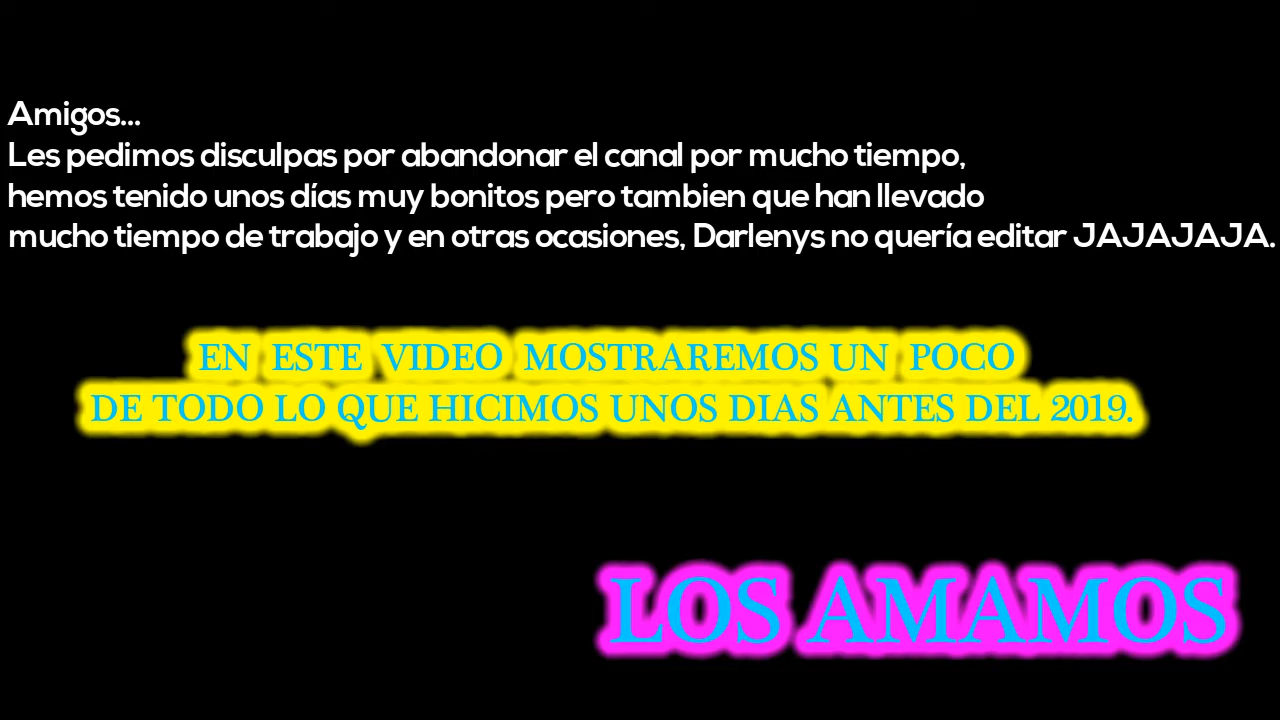 Amigos...
Les pedimos disculpas por abandonar el canal por mucho tiempo,
hemos tenido unos días muy bonitos pero tambien que han llevado
mucho tiempo de trabajo y en otras ocasiones, Darlenys no quería editar JAJAJAJA.
EN ESTE VIDEO MOSTRAREMOS UN POCO
DE TODO LO QUE HICIMOS UNOS DIAS ANTES DEL 2019.
LOS AMAMOS